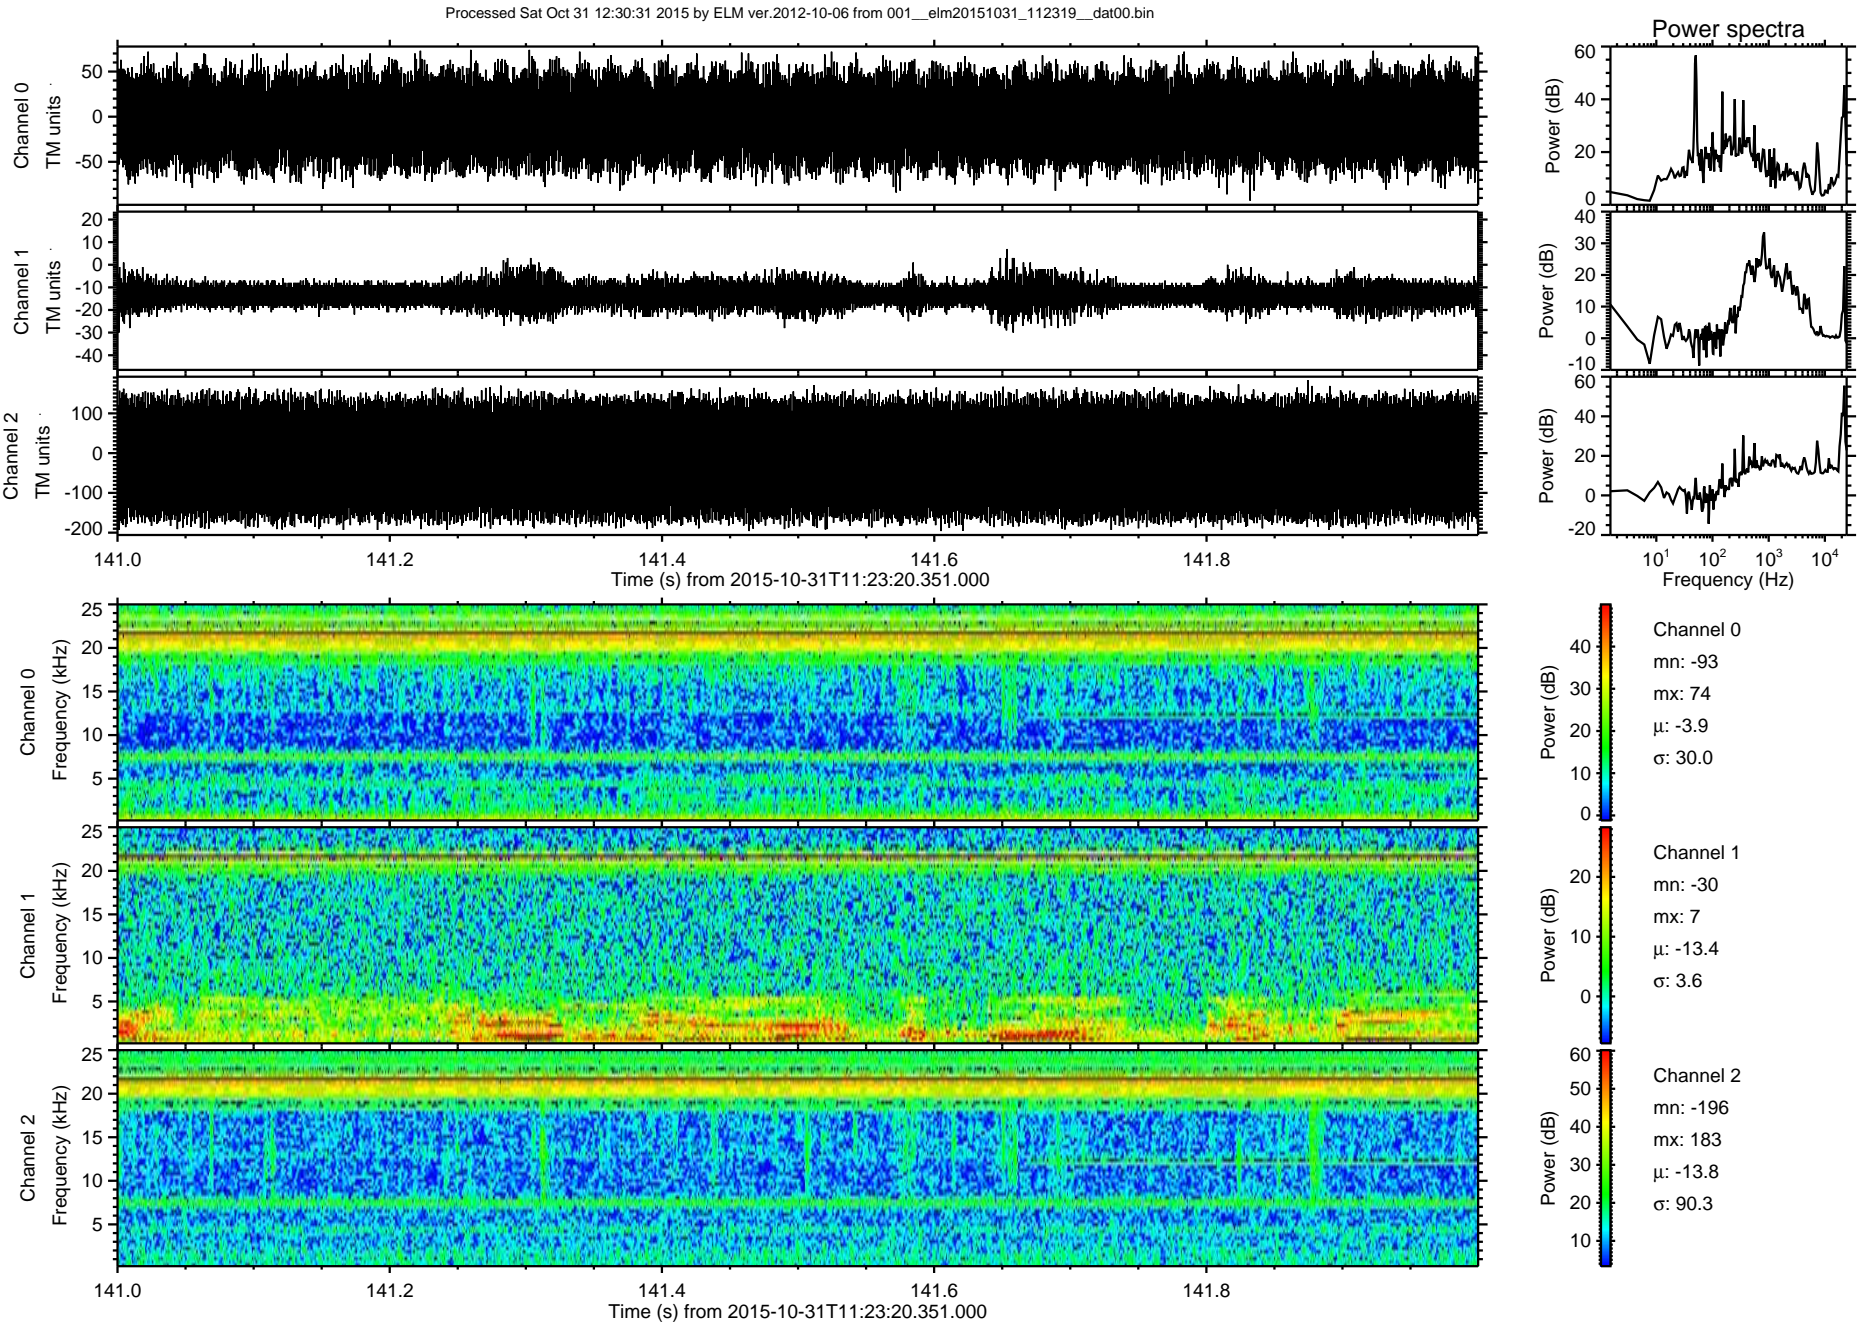 Processed Sat Oct 31 12:30:31 2015 by ELM ver.2012-10-06 from 001__elm20151031_112319__dat00.bin
Power spectra
Channel 0
TM units
50
0
-50
Power (dB)
60
40
20
0
Channel 1
TM units
20
10
0
-10
-20
-30
-40
Power (dB)
40
30
20
10
0
-10
Channel 2
TM units
100
0
-100
-200
Power (dB)
60
40
20
0
-20
141.0 141.2 141.4 141.6 141.8
Time (s) from 2015-10-31T11:23:20.351.000
10¹ 10² 10³ 10⁴
Frequency (Hz)
Channel 0
Frequency (kHz)
25
20
15
10
5
Power (dB)
40
30
20
10
0
Channel 0
mn: -93
mx: 74
μ: -3.9
σ: 30.0
Channel 1
Frequency (kHz)
25
20
15
10
5
Power (dB)
20
10
0
Channel 1
mn: -30
mx: 7
μ: -13.4
σ: 3.6
Channel 2
Frequency (kHz)
25
20
15
10
5
Power (dB)
60
50
40
30
20
10
Channel 2
mn: -196
mx: 183
μ: -13.8
σ: 90.3
141.0 141.2 141.4 141.6 141.8
Time (s) from 2015-10-31T11:23:20.351.000